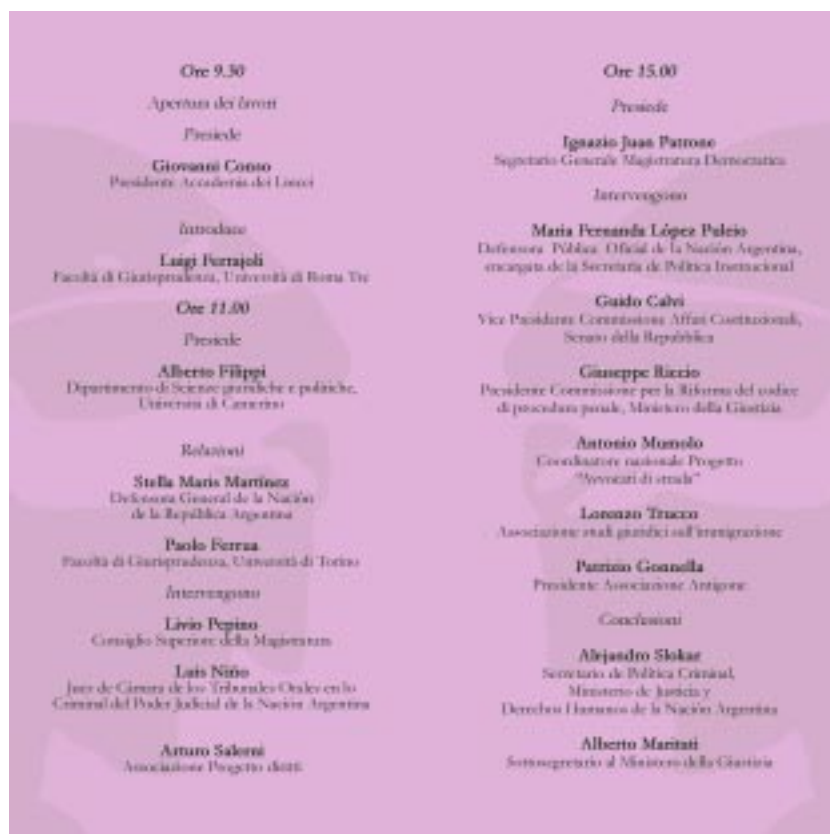 Ore 9.30
Apertura dei lavori
Presiede
Giovanni Conso
Presidente Accademia dei Lincei
Introduce
Luigi Ferrajoli
Facoltà di Giurisprudenza, Università di Roma Tre
Ore 11.00
Presiede
Alberto Filippi
Dipartimento di Scienze giuridiche e politiche,
Università di Camerino
Relazioni
Stella Maris Martínez
Defensora General de la Nación
de la República Argentina
Paolo Ferrua
Facoltà di Giurisprudenza, Università di Torino
Intervengono
Livio Pepino
Consiglio Superiore della Magistratura
Luis Niño
Juez de Cámara de los Tribunales Orales en lo
Criminal del Poder Judicial de la Nación Argentina
Arturo Salerni
Associazione Progetto diritti
Ore 15.00
Presiede
Ignazio Juan Patrone
Segretario Generale Magistratura Democratica
Intervengono
Maria Fernanda López Puleio
Defensora Pública Oficial de la Nación Argentina,
encargata de la Secretaria de Política Institucional
Guido Calvi
Vice Presidente Commissione Affari Costituzionali,
Senato della Repubblica
Giuseppe Riccio
Presidente Commissione per la Riforma del codice
di procedura penale, Ministero della Giustizia
Antonio Mumolo
Coordinatore nazionale Progetto
"Avvocati di strada"
Lorenzo Trucco
Associazione studi giuridici sull'immigrazione
Patrizio Gonnella
Presidente Associazione Antigone
Conclusioni
Alejandro Slokar
Secretario de Política Criminal,
Ministerio de Justicia y
Derechos Humanos de la Nación Argentina
Alberto Maritati
Sottosegretario al Ministero della Giustizia